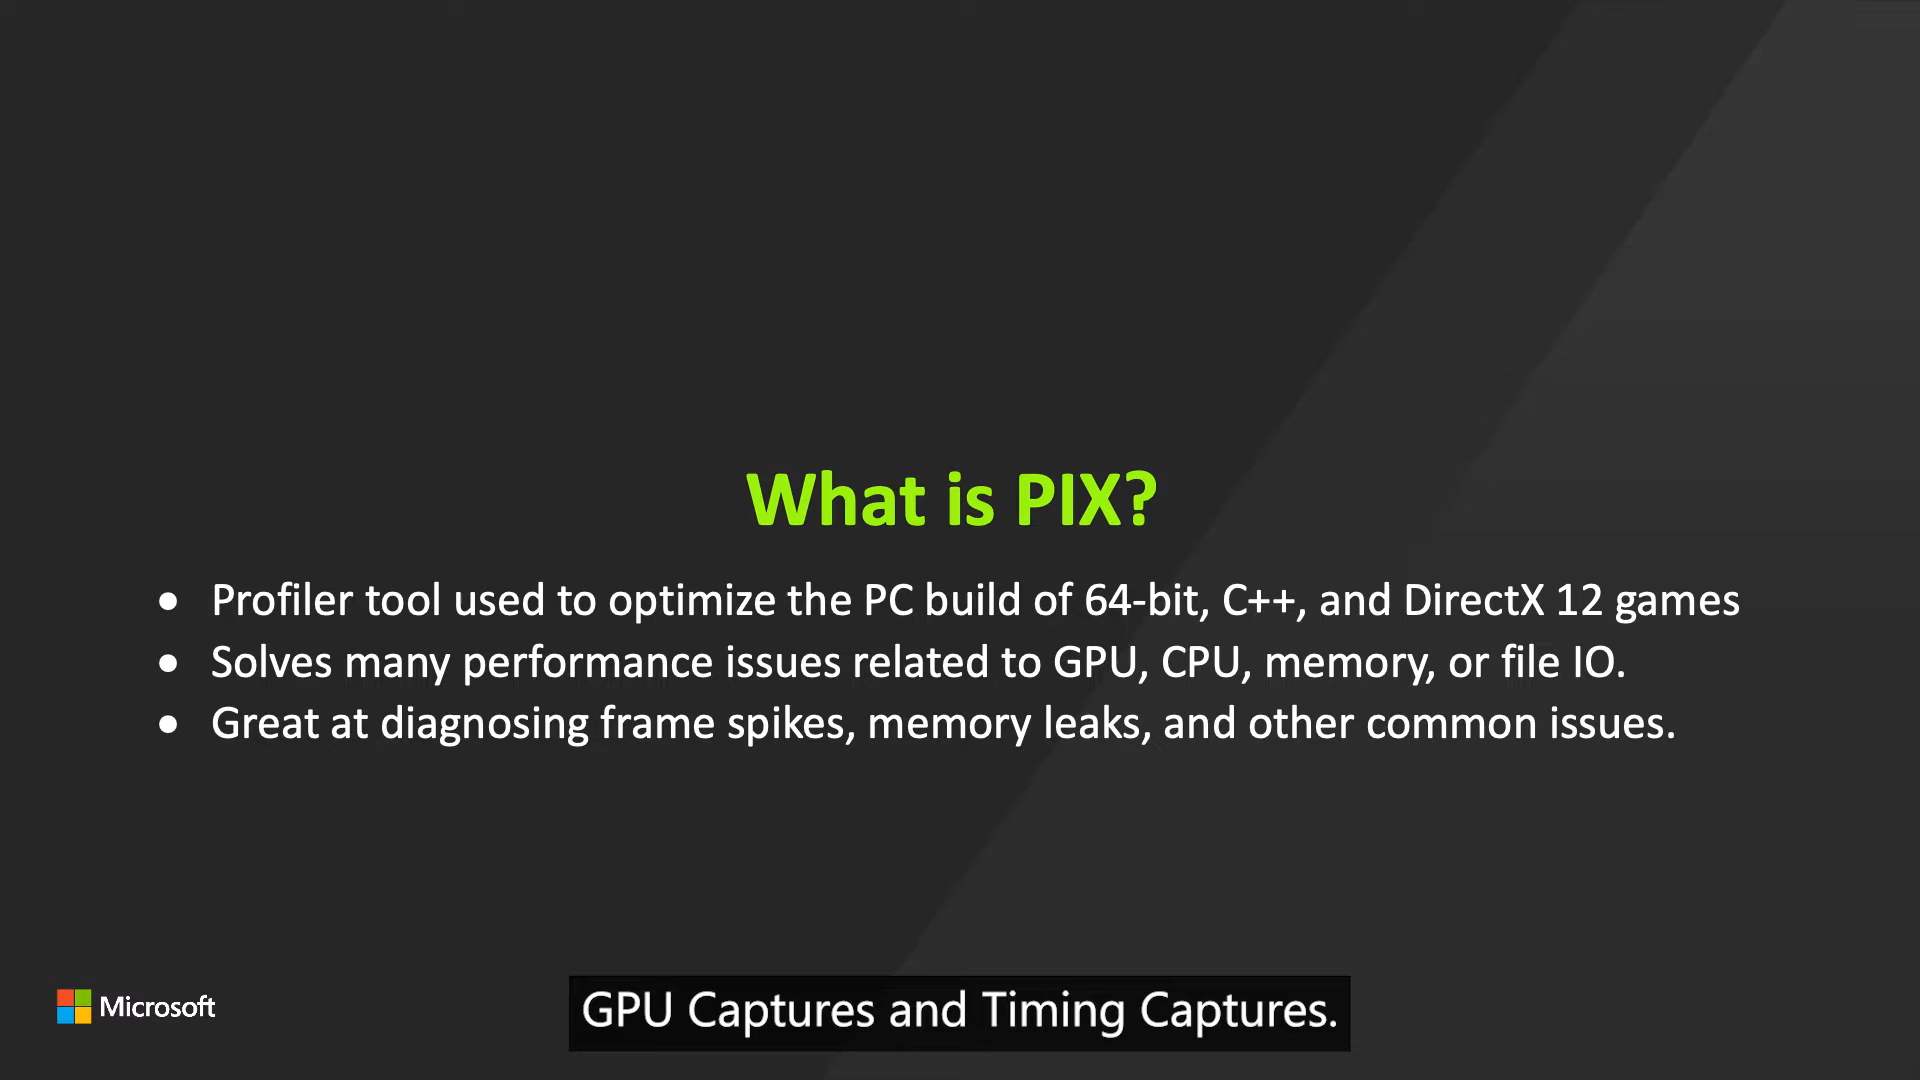 What is PIX?
● Profiler tool used to optimize the PC build of 64-bit, C++, and DirectX 12 games
● Solves many performance issues related to GPU, CPU, memory, or file IO.
● Great at diagnosing frame spikes, memory leaks, and other common issues.
Microsoft
GPU Captures and Timing Captures.